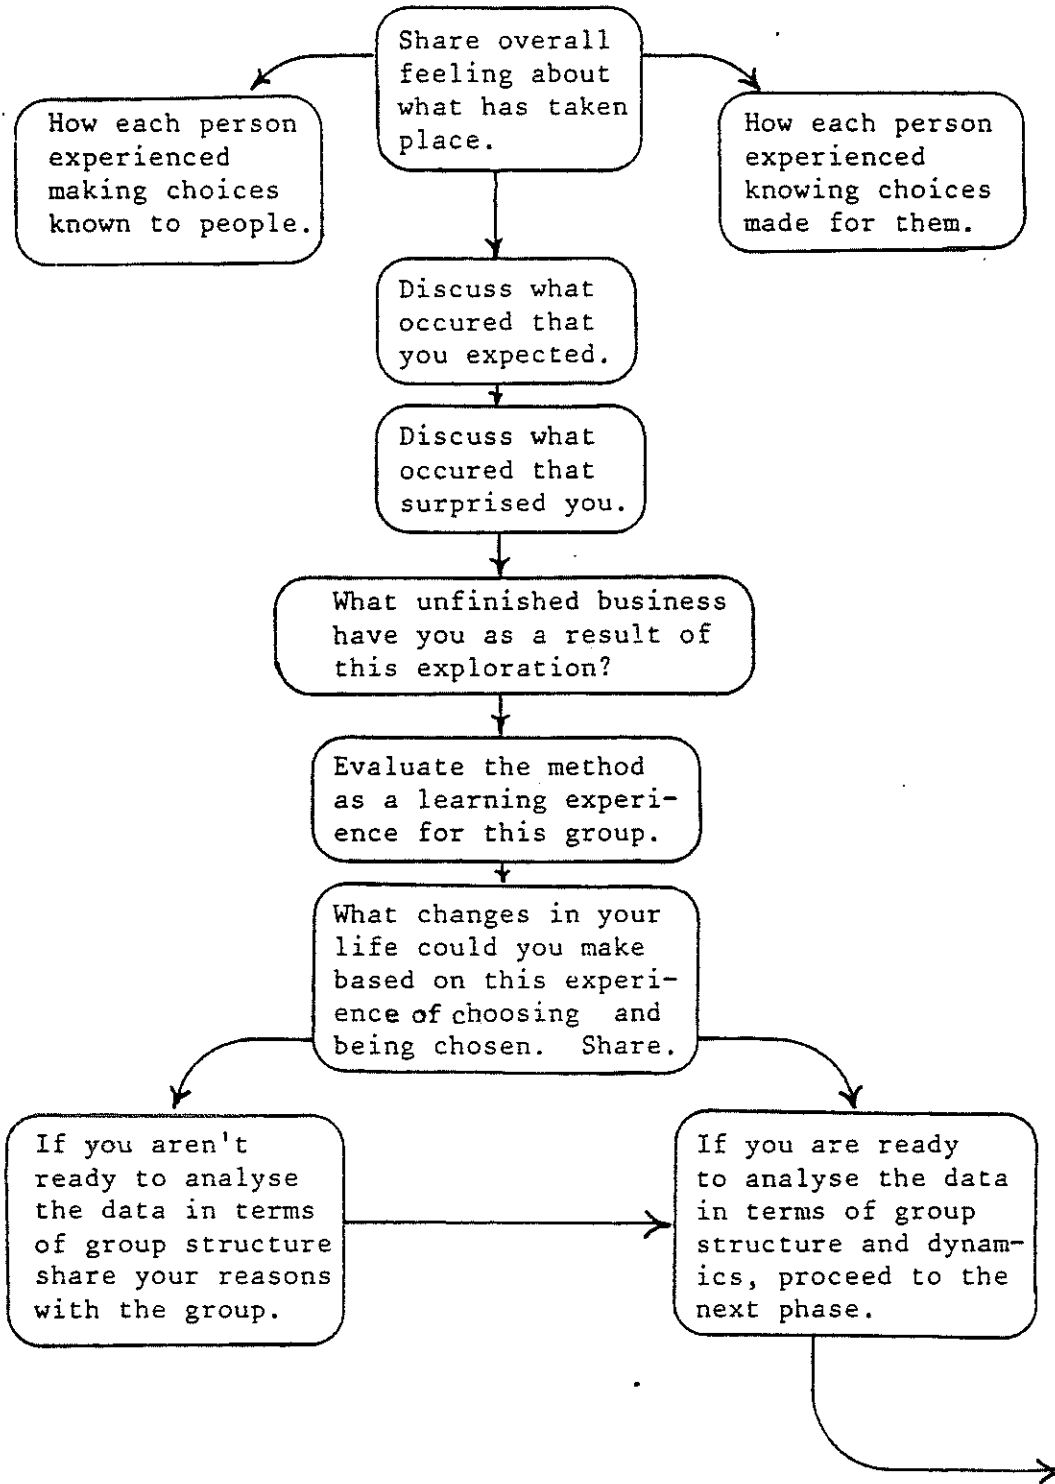 Share overall
feeling about
what has taken
place.
How each person
experienced
making choices
known to people.
How each person
experienced
knowing choices
made for them.
Discuss what
occured that
you expected.
Discuss what
occured that
surprised you.
What unfinished business
have you as a result of
this exploration?
Evaluate the method
as a learning experi-
ence for this group.
What changes in your
life could you make
based on this experi-
ence of choosing and
being chosen. Share.
If you aren't
ready to analyse
the data in terms
of group structure
share your reasons
with the group.
If you are ready
to analyse the data
in terms of group
structure and dynam-
ics, proceed to the
next phase.